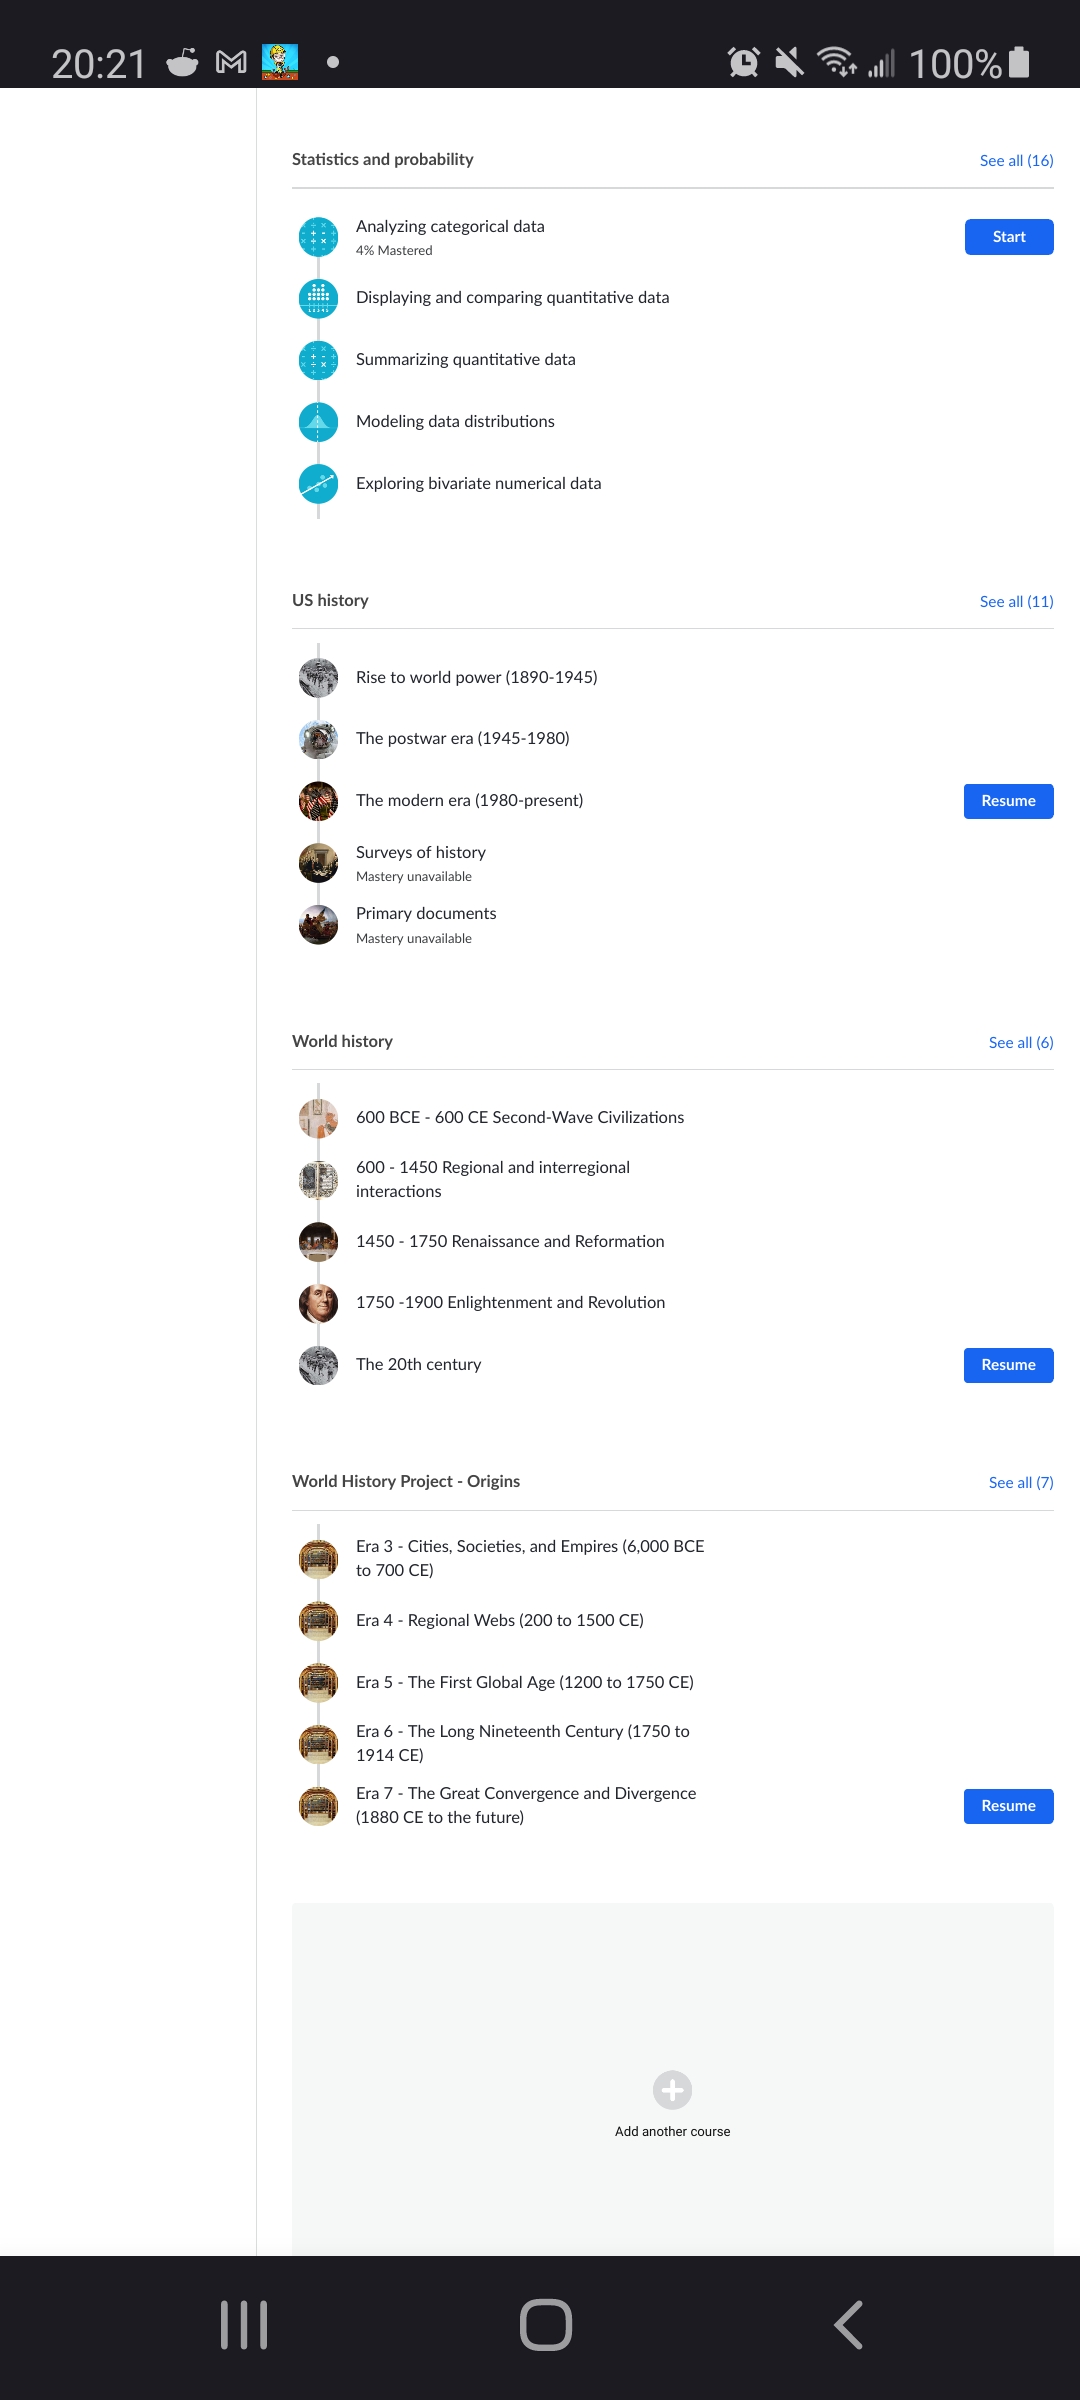 20:21
100%
Statistics and probability
See all (16)
Analyzing categorical data
4% Mastered
Start
Displaying and comparing quantitative data
Summarizing quantitative data
Modeling data distributions
Exploring bivariate numerical data
US history
See all (11)
Rise to world power (1890-1945)
The postwar era (1945-1980)
The modern era (1980-present)
Resume
Surveys of history
Mastery unavailable
Primary documents
Mastery unavailable
World history
See all (6)
600 BCE - 600 CE Second-Wave Civilizations
600 - 1450 Regional and interregional
interactions
1450 - 1750 Renaissance and Reformation
1750 -1900 Enlightenment and Revolution
The 20th century
Resume
World History Project - Origins
See all (7)
Era 3 - Cities, Societies, and Empires (6,000 BCE
to 700 CE)
Era 4 - Regional Webs (200 to 1500 CE)
Era 5 - The First Global Age (1200 to 1750 CE)
Era 6 - The Long Nineteenth Century (1750 to
1914 CE)
Era 7 - The Great Convergence and Divergence
(1880 CE to the future)
Resume
Add another course